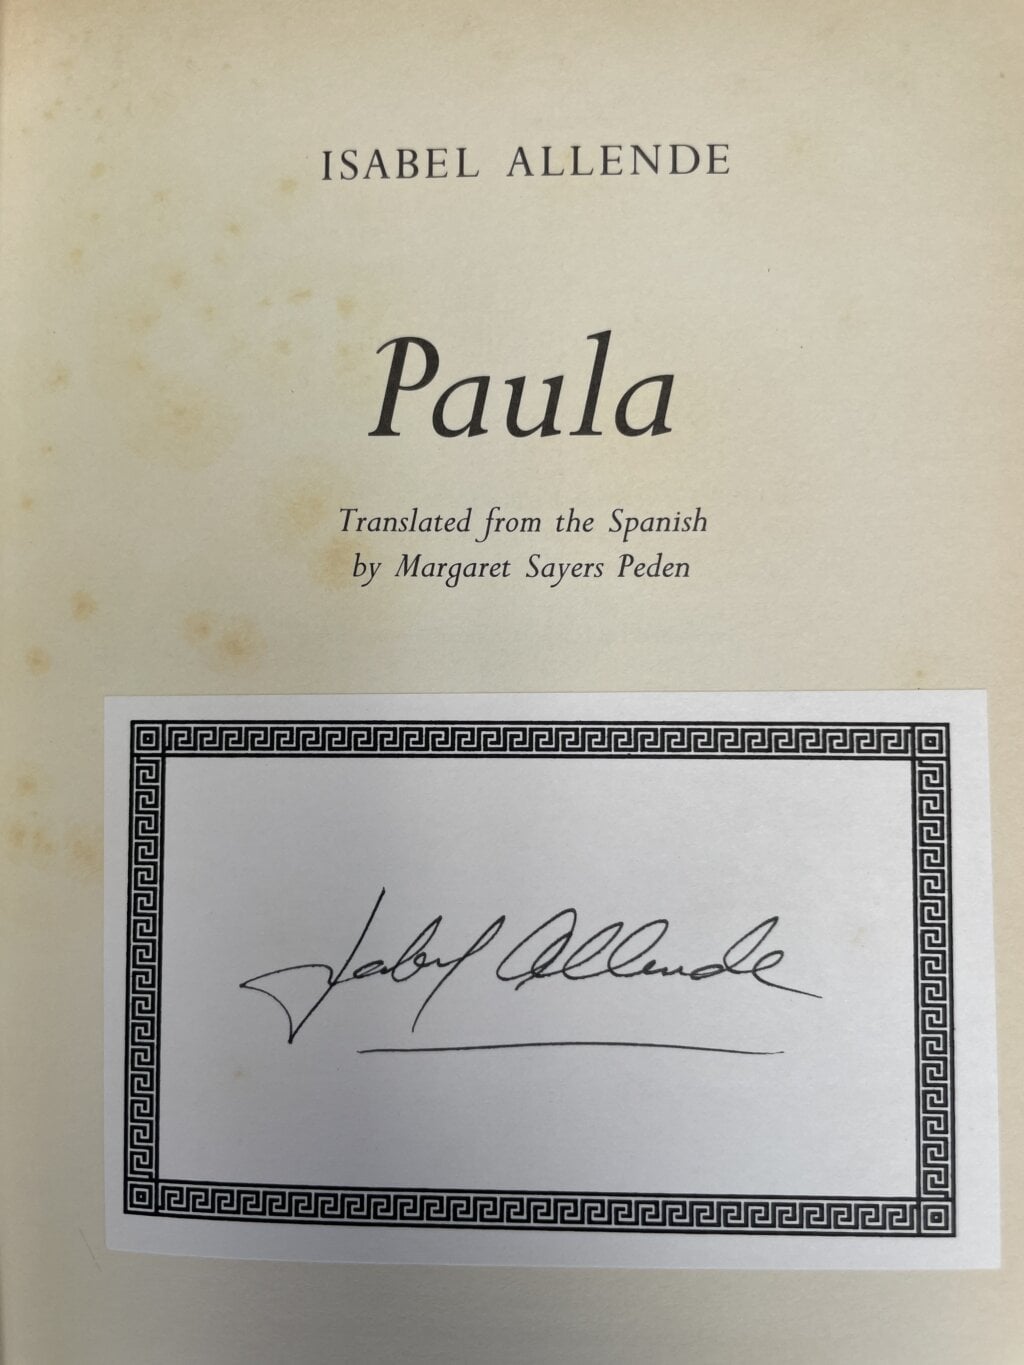 ISABEL ALLENDE
Paula
Translated from the Spanish
by Margaret Sayers Peden
Isabel Allende